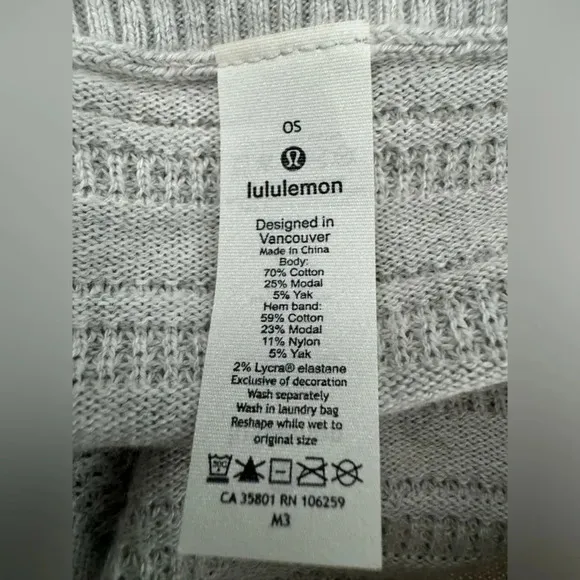 OS
lululemon
Designed in
Vancouver
Made in China
Body:
70% Cotton
25% Modal
5% Yak
Hem band:
59% Cotton
23% Modal
11% Nylon
5% Yak
2% Lycra® elastane
Exclusive of decoration
Wash separately
Wash in laundry bag
Reshape while wet to
original size
CA 35801 RN 106259
M3